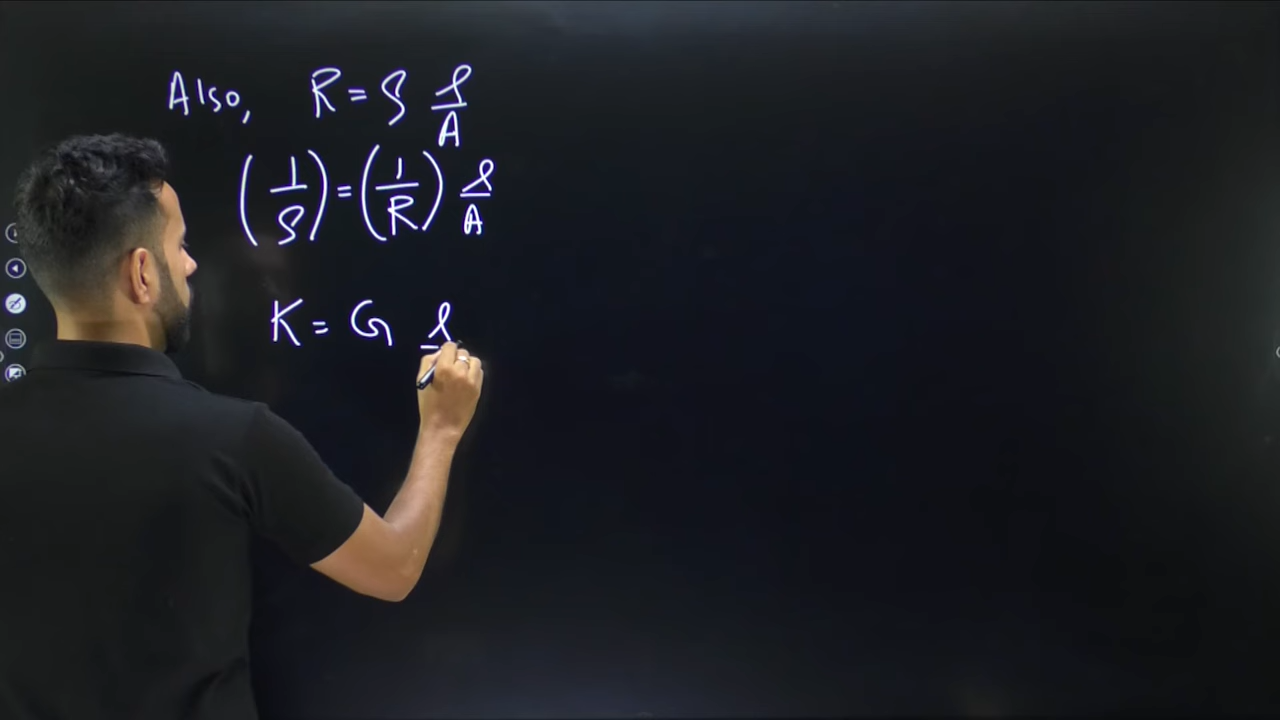 Also, R = ρ l/A
(1/ρ) = (1/R) l/A
K = G l